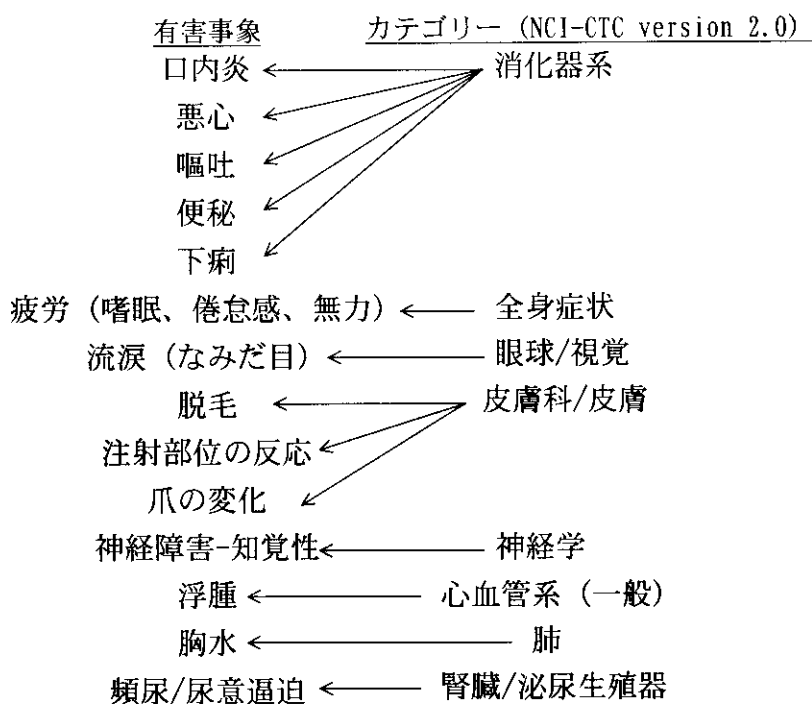 有害事象 カテゴリー (NCI-CTC version 2.0)
口内炎 消化器系
悪心
嘔吐
便秘
下痢
疲労 (嗜眠、倦怠感、無力) 全身症状
流涙 (なみだ目) 眼球/視覚
脱毛 皮膚科/皮膚
注射部位の反応
爪の変化
神経障害-知覚性 神経学
浮腫 心血管系 (一般)
胸水 肺
頻尿/尿意逼迫 腎臓/泌尿生殖器